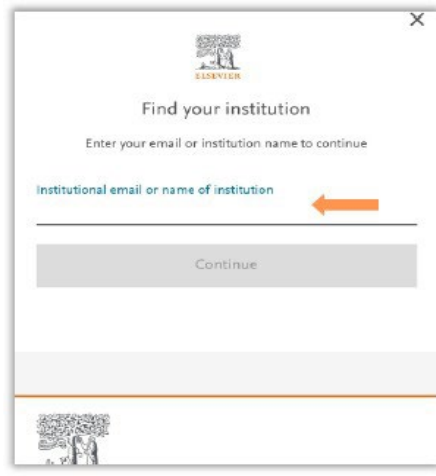 ELSEVIER
Find your institution
Enter your email or institution name to continue
Institutional email or name of institution
Continue